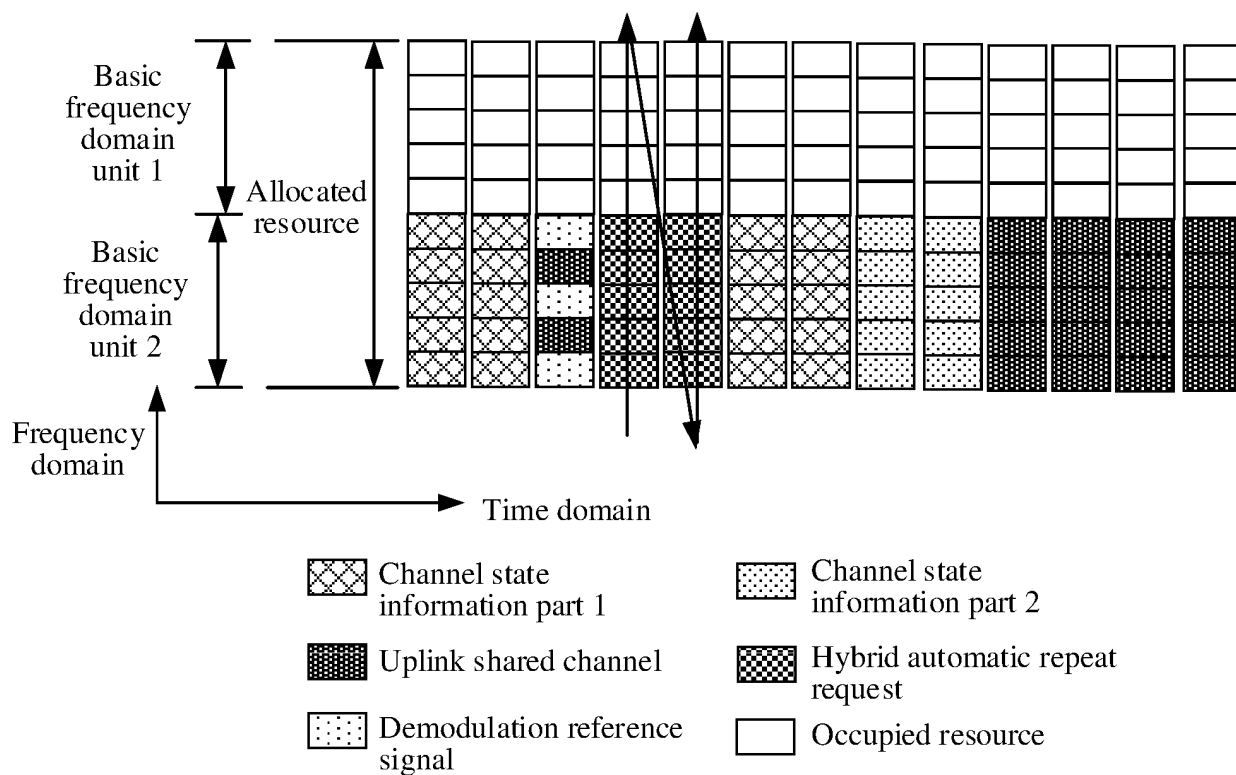 Basic
frequency
domain
unit 1
Allocated
resource
Basic
frequency
domain
unit 2
Frequency
domain
Time domain
Channel state
information part 1
Channel state
information part 2
Uplink shared channel
Hybrid automatic repeat
request
Demodulation reference
signal
Occupied resource